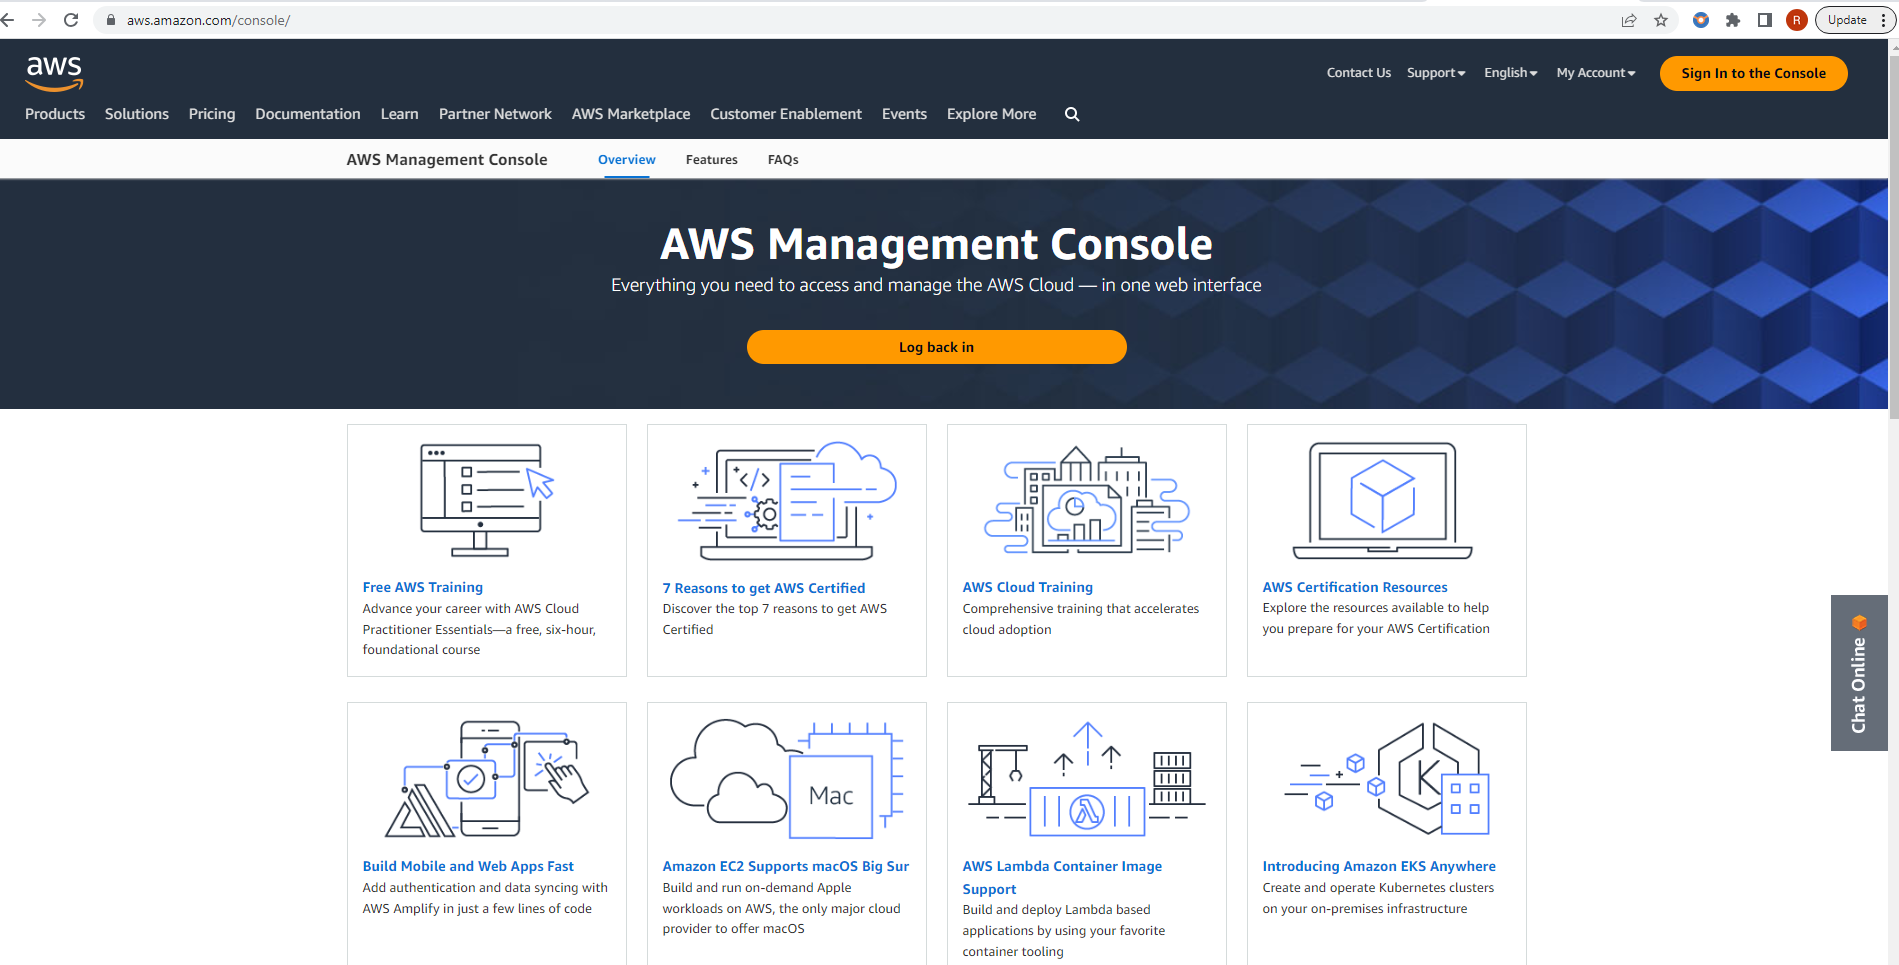 aws.amazon.com/console/
R
Update
aws
Contact Us Support English My Account Sign In to the Console
Products Solutions Pricing Documentation Learn Partner Network AWS Marketplace Customer Enablement Events Explore More
AWS Management Console Overview Features FAQs
AWS Management Console
Everything you need to access and manage the AWS Cloud — in one web interface
Log back in
Free AWS Training
Advance your career with AWS Cloud
Practitioner Essentials—a free, six-hour,
foundational course
</>
7 Reasons to get AWS Certified
Discover the top 7 reasons to get AWS
Certified
AWS Cloud Training
Comprehensive training that accelerates
cloud adoption
AWS Certification Resources
Explore the resources available to help
you prepare for your AWS Certification
Chat Online
Build Mobile and Web Apps Fast
Add authentication and data syncing with
AWS Amplify in just a few lines of code
Mac
Amazon EC2 Supports macOS Big Sur
Build and run on-demand Apple
workloads on AWS, the only major cloud
provider to offer macOS
AWS Lambda Container Image
Support
Build and deploy Lambda based
applications by using your favorite
container tooling
K
Introducing Amazon EKS Anywhere
Create and operate Kubernetes clusters
on your on-premises infrastructure